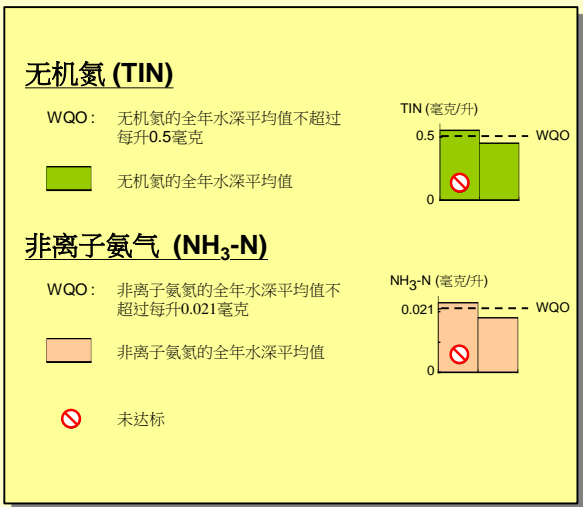 无机氮 (TIN)
WQO : 无机氮的全年水深平均值不超过
每升0.5毫克
无机氮的全年水深平均值
TIN (毫克/升)
0.5
WQO
0
非离子氨气 (NH3-N)
WQO : 非离子氨氮的全年水深平均值不
超过每升0.021毫克
非离子氨氮的全年水深平均值
NH3-N (毫克/升)
0.021
WQO
0
未达标